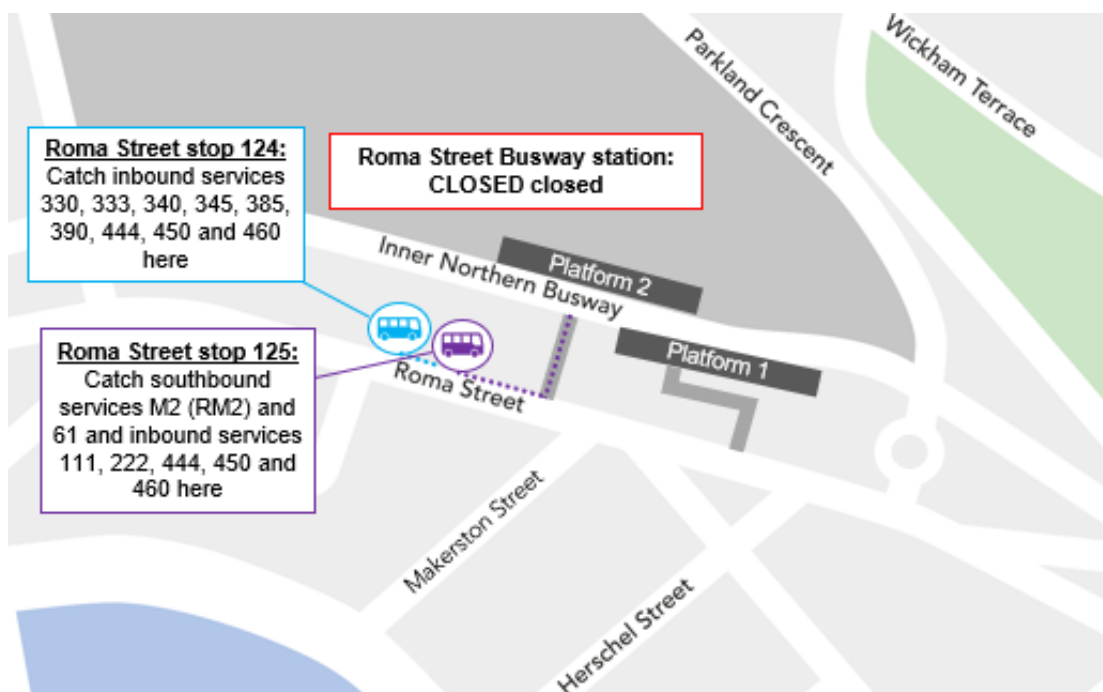 Roma Street stop 124:
Catch inbound services
330, 333, 340, 345, 385,
390, 444, 450 and 460
here
Roma Street Busway station:
CLOSED closed
Parkland Crescent
Wickham Terrace
Inner Northern Busway
Platform 2
Platform 1
Roma Street stop 125:
Catch southbound
services M2 (RM2) and
61 and inbound services
111, 222, 444, 450 and
460 here
Roma Street
Makerston Street
Herschel Street